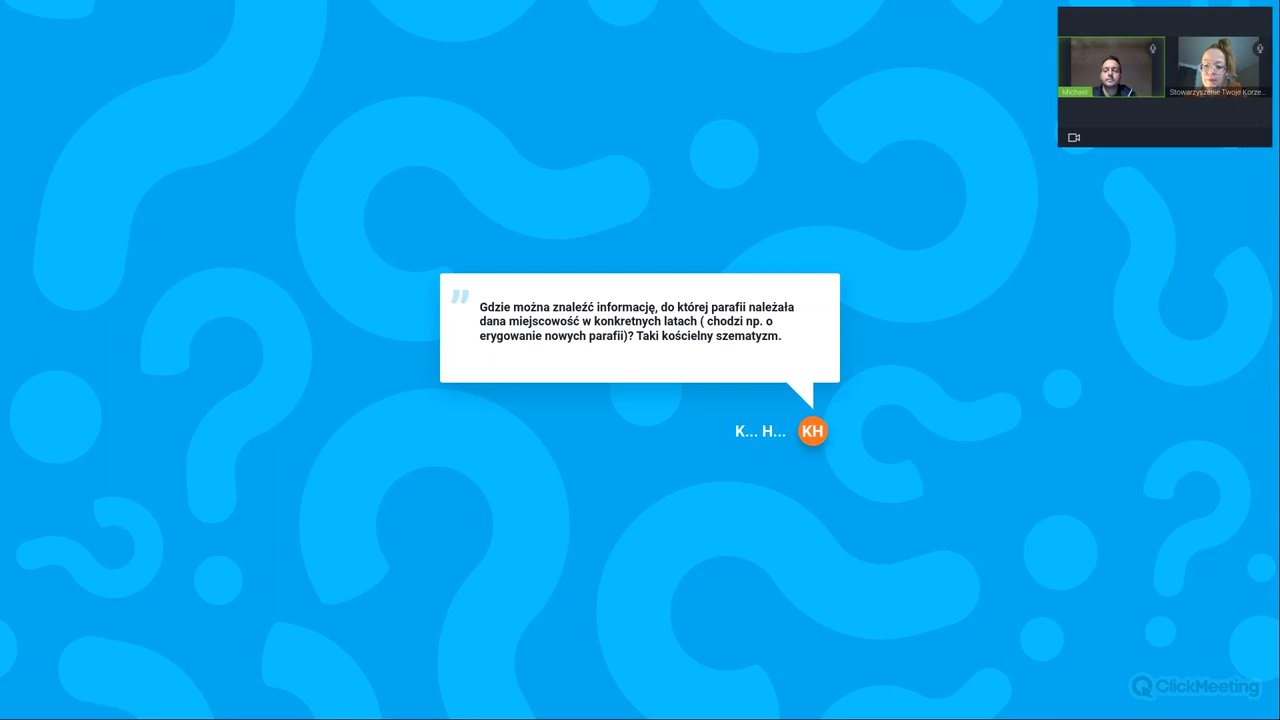 Michael
Stowarzyszenie Twoje Korze...
Gdzie można znaleźć informację, do której parafii należała
dana miejscowość w konkretnych latach ( chodzi np. o
erygowanie nowych parafii)? Taki kościelny szematyzm.
K... H... KH
ClickMeeting